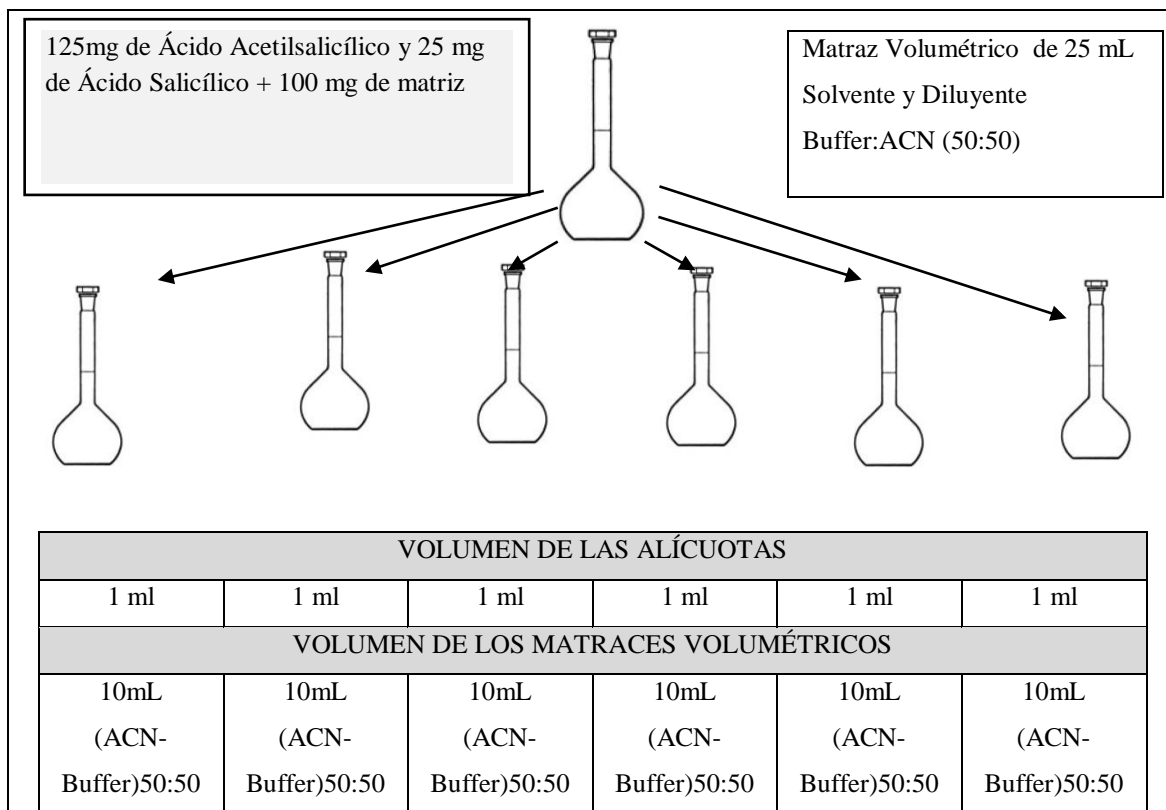 125mg de Ácido Acetilsalicílico y 25 mg
de Ácido Salicílico + 100 mg de matriz
Matraz Volumétrico de 25 mL
Solvente y Diluyente
Buffer:ACN (50:50)
VOLUMEN DE LAS ALÍCUOTAS
1 ml 1 ml 1 ml 1 ml 1 ml 1 ml
VOLUMEN DE LOS MATRACES VOLUMÉTRICOS
10mL 10mL 10mL 10mL 10mL 10mL
(ACN- (ACN- (ACN- (ACN- (ACN- (ACN-
Buffer)50:50 Buffer)50:50 Buffer)50:50 Buffer)50:50 Buffer)50:50 Buffer)50:50